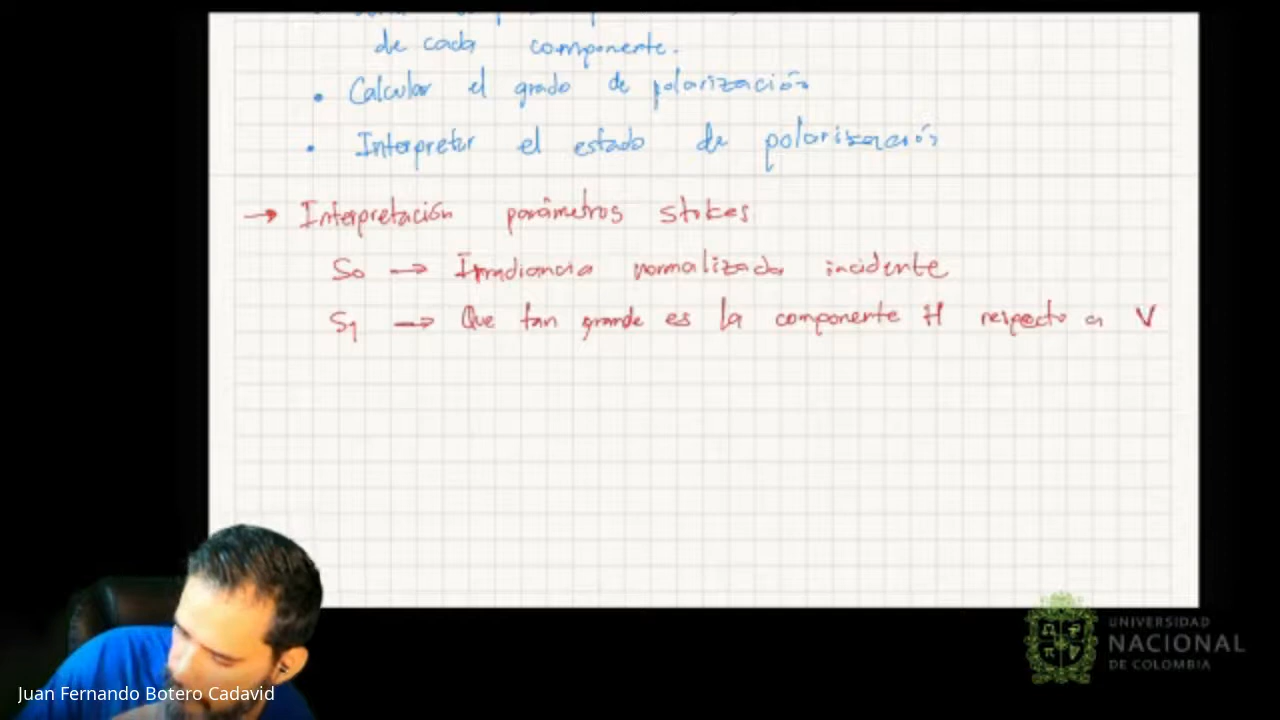 de cada componente.
• Calcular el grado de polarización
• Interpretar el estado de polarización
→ Interpretación parámetros stokes
S0 → Irradiancia normalizada incidente
S1 → Que tan grande es la componente H respecto a V
UNIVERSIDAD
NACIONAL
DE COLOMBIA
Juan Fernando Botero Cadavid